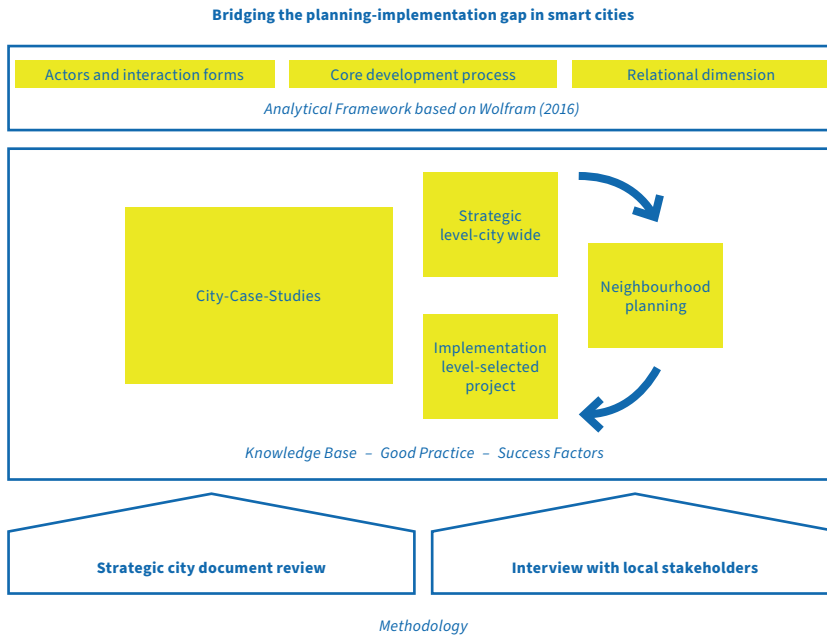 Bridging the planning-implementation gap in smart cities
Actors and interaction forms
Core development process
Relational dimension
Analytical Framework based on Wolfram (2016)
City-Case-Studies
Strategic
level-city wide
Neighbourhood
planning
Implementation
level-selected
project
Knowledge Base – Good Practice – Success Factors
Strategic city document review
Interview with local stakeholders
Methodology